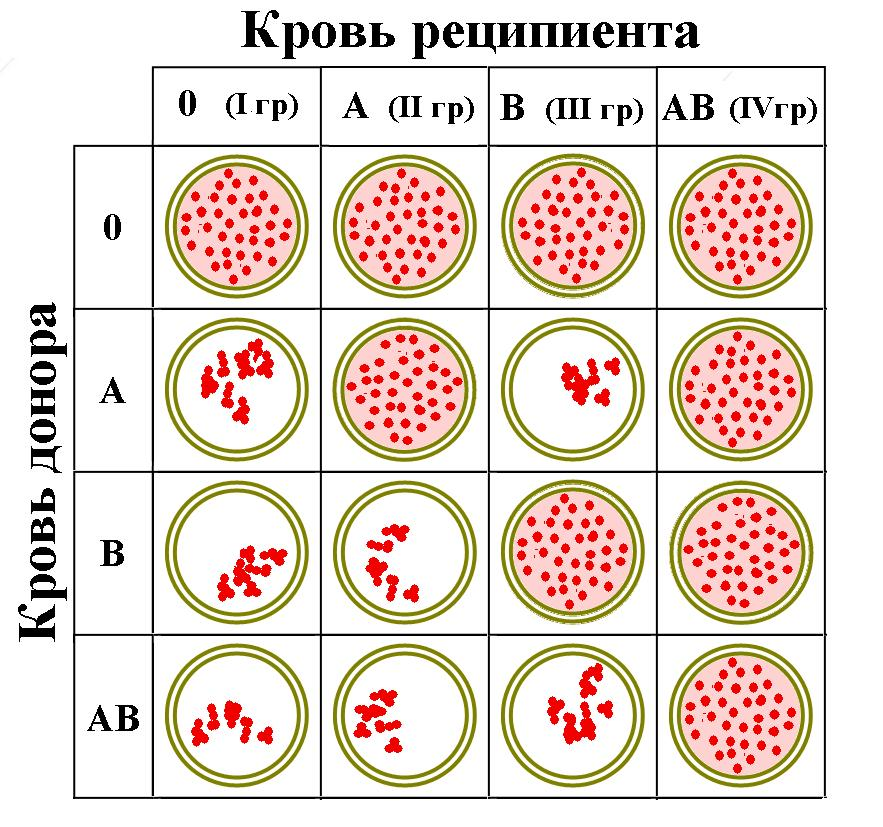 Кровь реципиента
0 (I гр) A (II гр) B (III гр) AB (IVгр)
Кровь донора
0
A
B
AB